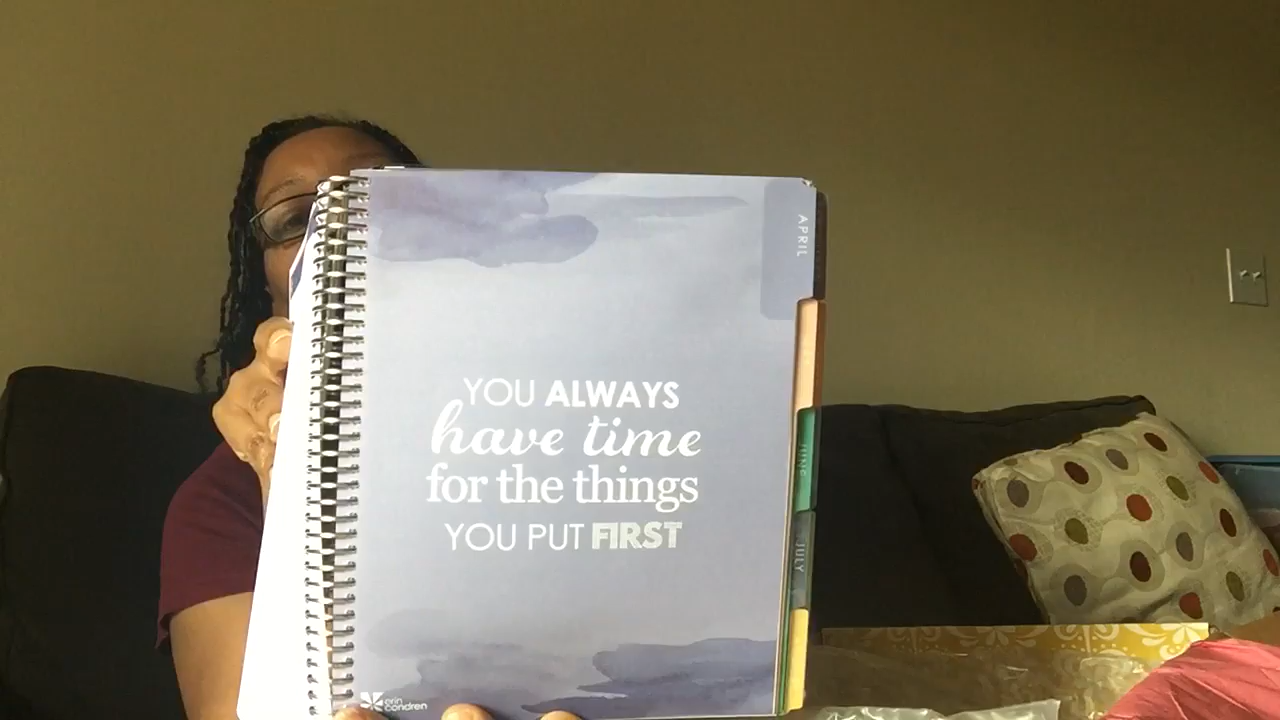 APRIL
YOU ALWAYS
have time
for the things
YOU PUT FIRST
JUNE
JULY
erin
condren